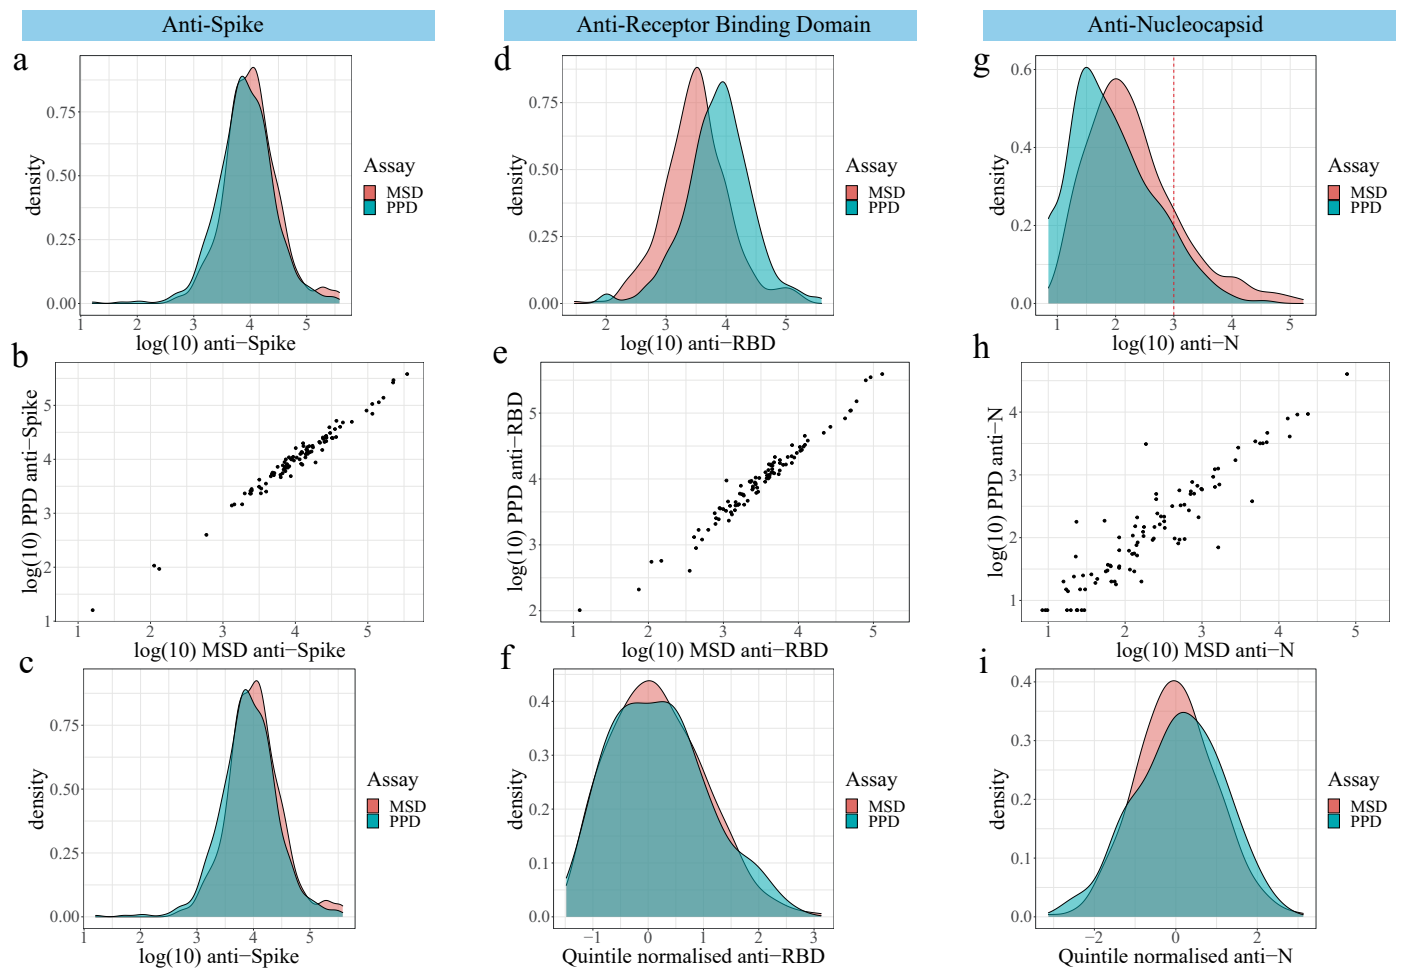 Anti-Spike
Anti-Receptor Binding Domain
Anti-Nucleocapsid
a
density
0.75
0.50
0.25
0.00
1 2 3 4 5
log(10) anti−Spike
Assay
MSD
PPD
d
density
0.75
0.50
0.25
0.00
2 3 4 5
log(10) anti−RBD
Assay
MSD
PPD
g
density
0.6
0.4
0.2
0.0
1 2 3 4 5
log(10) anti−N
Assay
MSD
PPD
b
log(10) PPD anti−Spike
5
4
3
2
1
1 2 3 4 5
log(10) MSD anti−Spike
e
log(10) PPD anti−RBD
5
4
3
2
1 2 3 4 5
log(10) MSD anti−RBD
h
log(10) PPD anti−N
4
3
2
1
1 2 3 4 5
log(10) MSD anti−N
c
density
0.75
0.50
0.25
0.00
1 2 3 4 5
log(10) anti−Spike
Assay
MSD
PPD
f
density
0.4
0.3
0.2
0.1
0.0
−1 0 1 2 3
Quintile normalised anti−RBD
Assay
MSD
PPD
i
density
0.4
0.3
0.2
0.1
0.0
−2 0 2
Quintile normalised anti−N
Assay
MSD
PPD